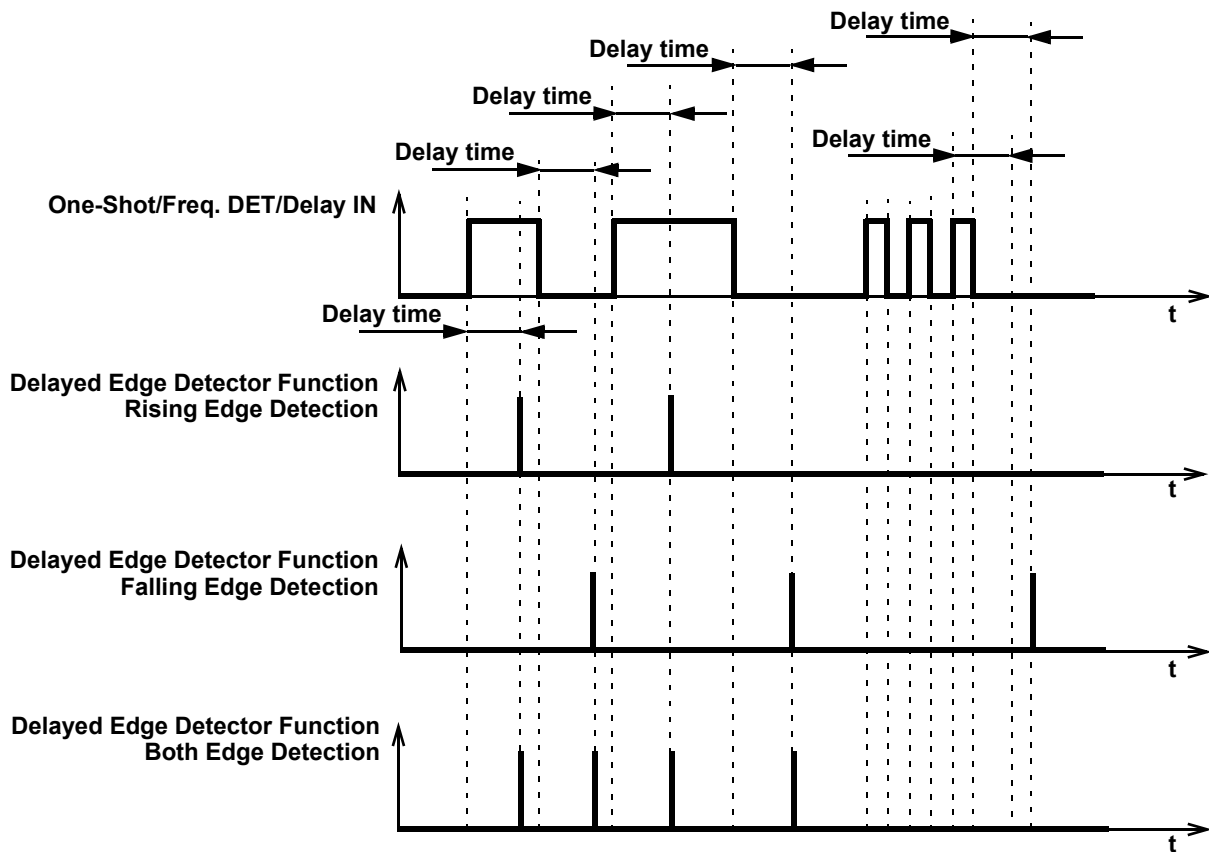 Delay time
Delay time
Delay time
Delay time
Delay time
Delay time
One-Shot/Freq. DET/Delay IN
t
Delay time
Delayed Edge Detector Function
Rising Edge Detection
t
Delayed Edge Detector Function
Falling Edge Detection
t
Delayed Edge Detector Function
Both Edge Detection
t